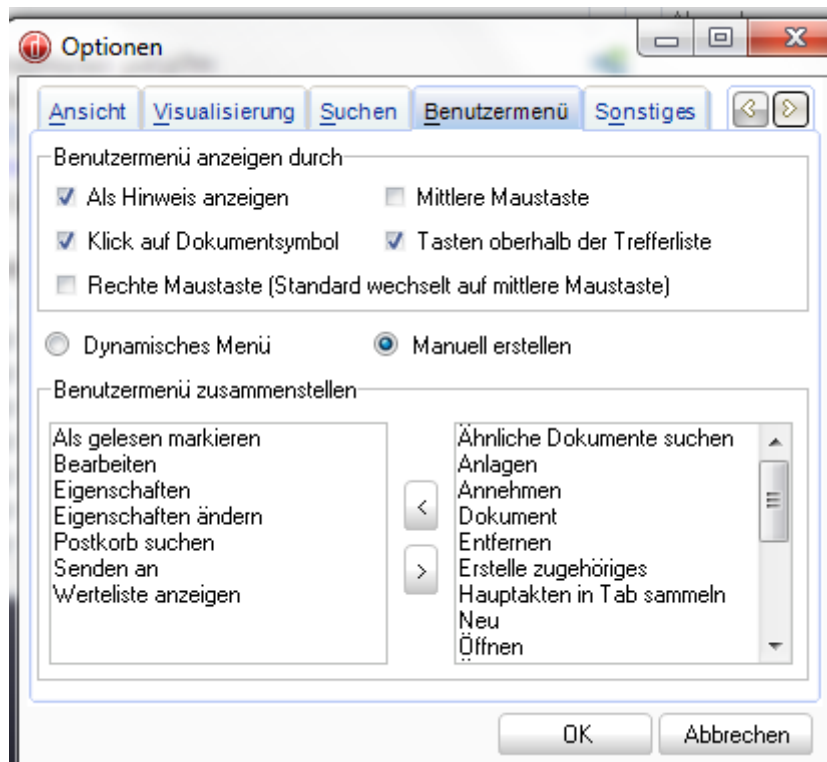 Optionen
Ansicht Visualisierung Suchen Benutzermenü Sonstiges
Benutzermenü anzeigen durch
Als Hinweis anzeigen Mittlere Maustaste
Klick auf Dokumentsymbol Tasten oberhalb der Trefferliste
Rechte Maustaste (Standard wechselt auf mittlere Maustaste)
Dynamisches Menü Manuell erstellen
Benutzermenü zusammenstellen
Als gelesen markieren
Bearbeiten
Eigenschaften
Eigenschaften ändern
Postkorb suchen
Senden an
Werteliste anzeigen
<
>
Ähnliche Dokumente suchen
Anlagen
Annehmen
Dokument
Entfernen
Erstelle zugehöriges
Hauptakten in Tab sammeln
Neu
Öffnen
OK Abbrechen